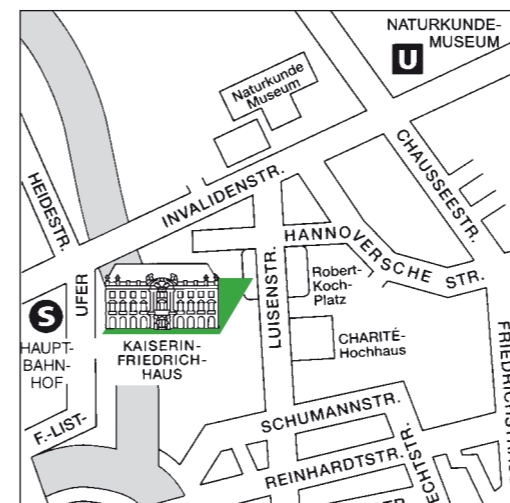 NATURKUNDE-
MUSEUM
U
Naturkunde
Museum
CHAUSSEESTR.
HEIDESTR.
INVALIDENSTR.
HANNOVERSCHE STR.
UFER
LUISENSTR.
Robert-
Koch-
Platz
S
HAUPT-
BAHN-
HOF
KAISERIN-
FRIEDRICH-
HAUS
CHARITÉ-
Hochhaus
F.-LIST-
SCHUMANNSTR.
REINHARDTSTR.